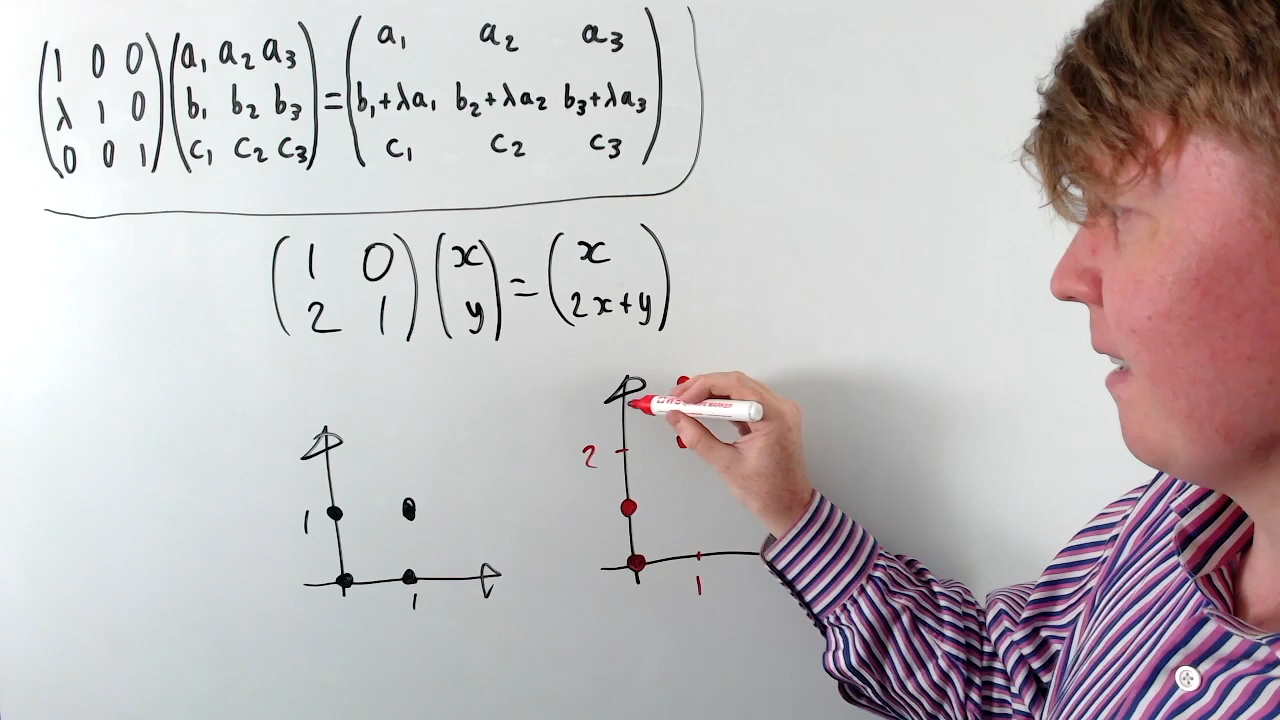 (1 0 0) (a₁ a₂ a₃) = (a₁ a₂ a₃)
(λ 1 0) (b₁ b₂ b₃) = (b₁+λa₁ b₂+λa₂ b₃+λa₃)
(0 0 1) (c₁ c₂ c₃) = (c₁ c₂ c₃)
(1 0) (x) = (x)
(2 1) (y) = (2x+y)
2
1
1
1